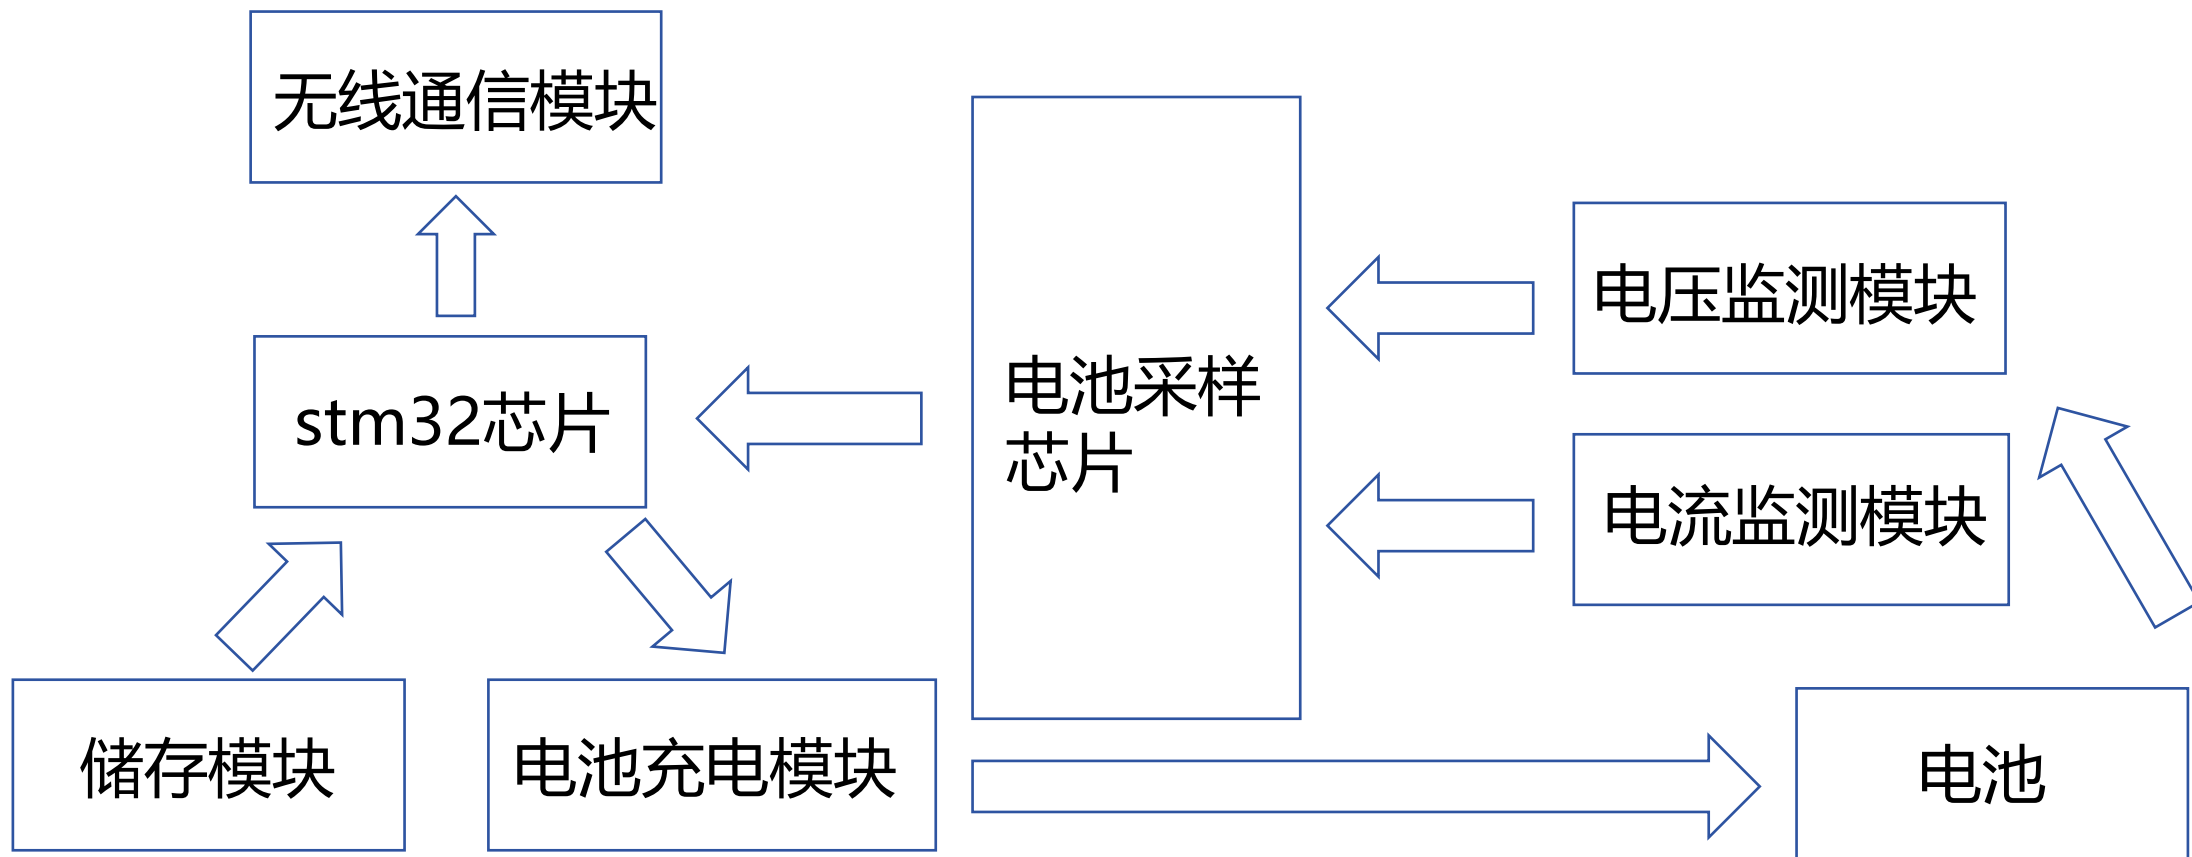 无线通信模块
电压监测模块
电池采样
芯片
stm32芯片
电流监测模块
储存模块
电池充电模块
电池